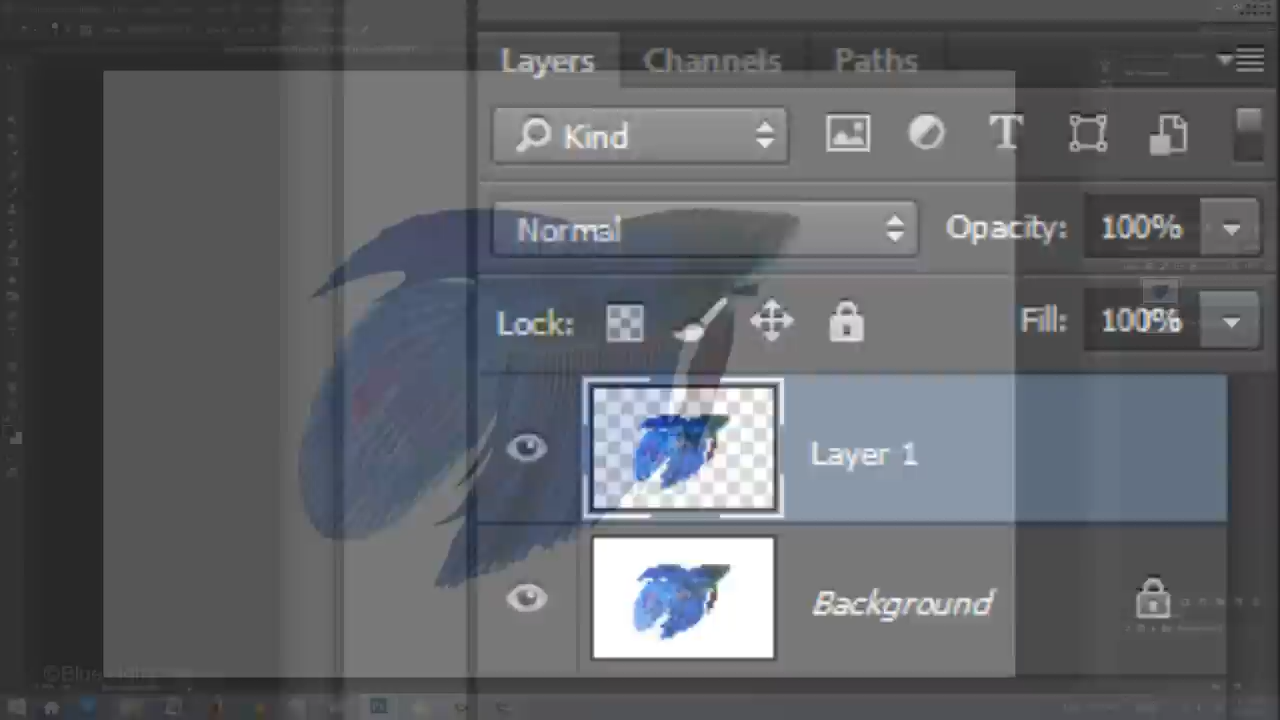 Layers Channels Paths
Kind
Normal Opacity: 100%
Lock: Fill: 100%
Layer 1
Background